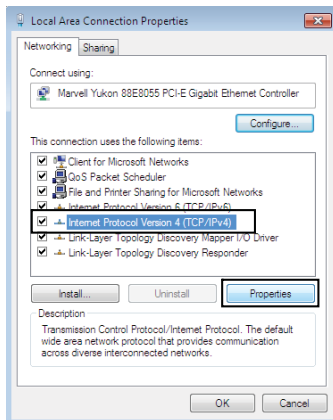 Local Area Connection Properties
Networking
Sharing
Connect using:
Marvell Yukon 88E8055 PCI-E Gigabit Ethernet Controller
Configure...
This connection uses the following items:
Client for Microsoft Networks
QoS Packet Scheduler
File and Printer Sharing for Microsoft Networks
Internet Protocol Version 6 (TCP/IPv6)
Internet Protocol Version 4 (TCP/IPv4)
Link-Layer Topology Discovery Mapper I/O Driver
Link-Layer Topology Discovery Responder
Install...
Uninstall
Properties
Description
Transmission Control Protocol/Internet Protocol. The default
wide area network protocol that provides communication
across diverse interconnected networks.
OK
Cancel